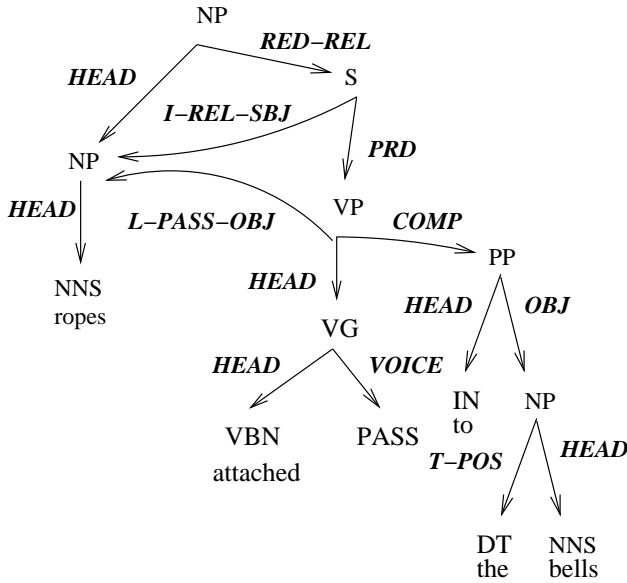 NP
RED−REL
HEAD
S
I−REL−SBJ
NP
PRD
HEAD
L−PASS−OBJ
VP
COMP
PP
NNS
ropes
HEAD
HEAD
OBJ
VG
HEAD
VOICE
IN
to
NP
VBN
attached
PASS
T−POS
HEAD
DT
the
NNS
bells